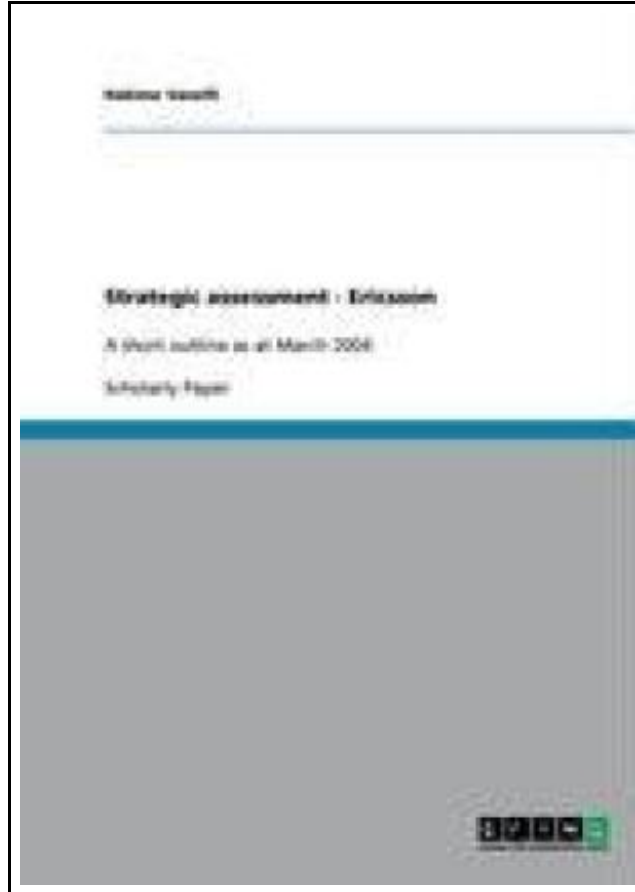 Strategic assessment - Ericsson
A short outline as at March
Scholarly Paper